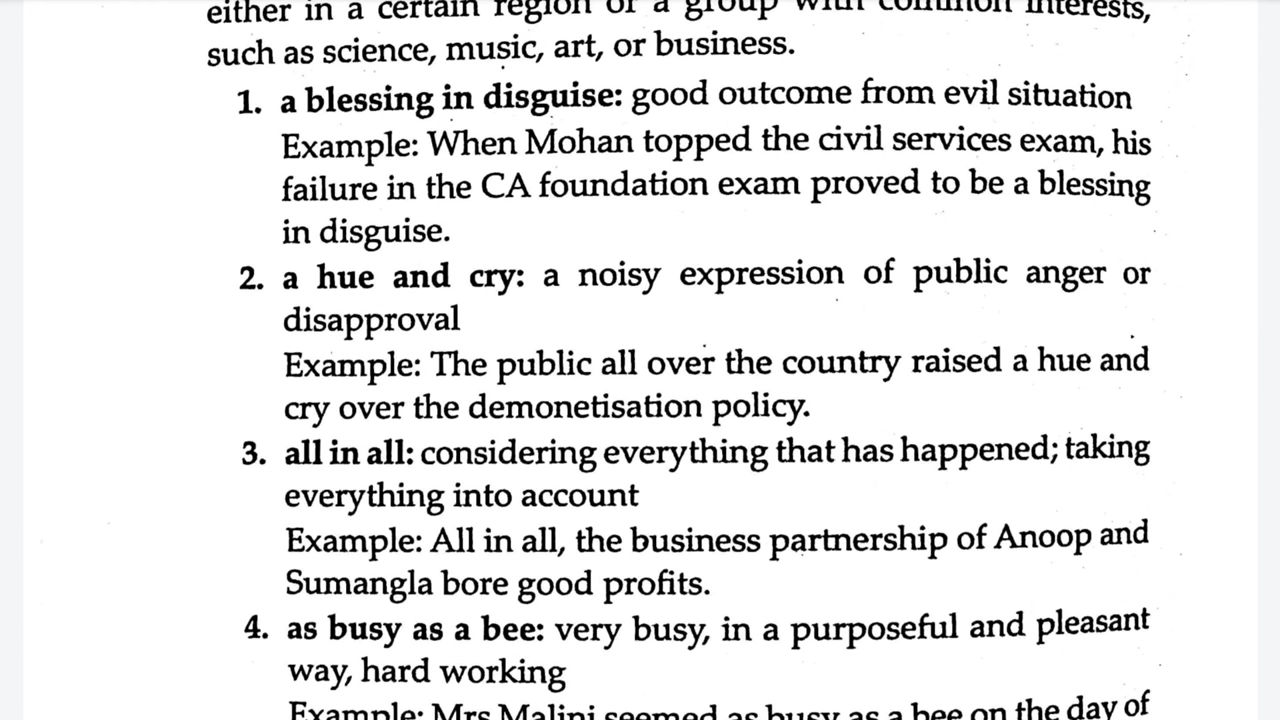 either in a certain region or a group with common interests,
such as science, music, art, or business.
1. a blessing in disguise: good outcome from evil situation
Example: When Mohan topped the civil services exam, his
failure in the CA foundation exam proved to be a blessing
in disguise.
2. a hue and cry: a noisy expression of public anger or
disapproval
Example: The public all over the country raised a hue and
cry over the demonetisation policy.
3. all in all: considering everything that has happened; taking
everything into account
Example: All in all, the business partnership of Anoop and
Sumangla bore good profits.
4. as busy as a bee: very busy, in a purposeful and pleasant
way, hard working
Example: Mrs Malini seemed as busy as a bee on the day of